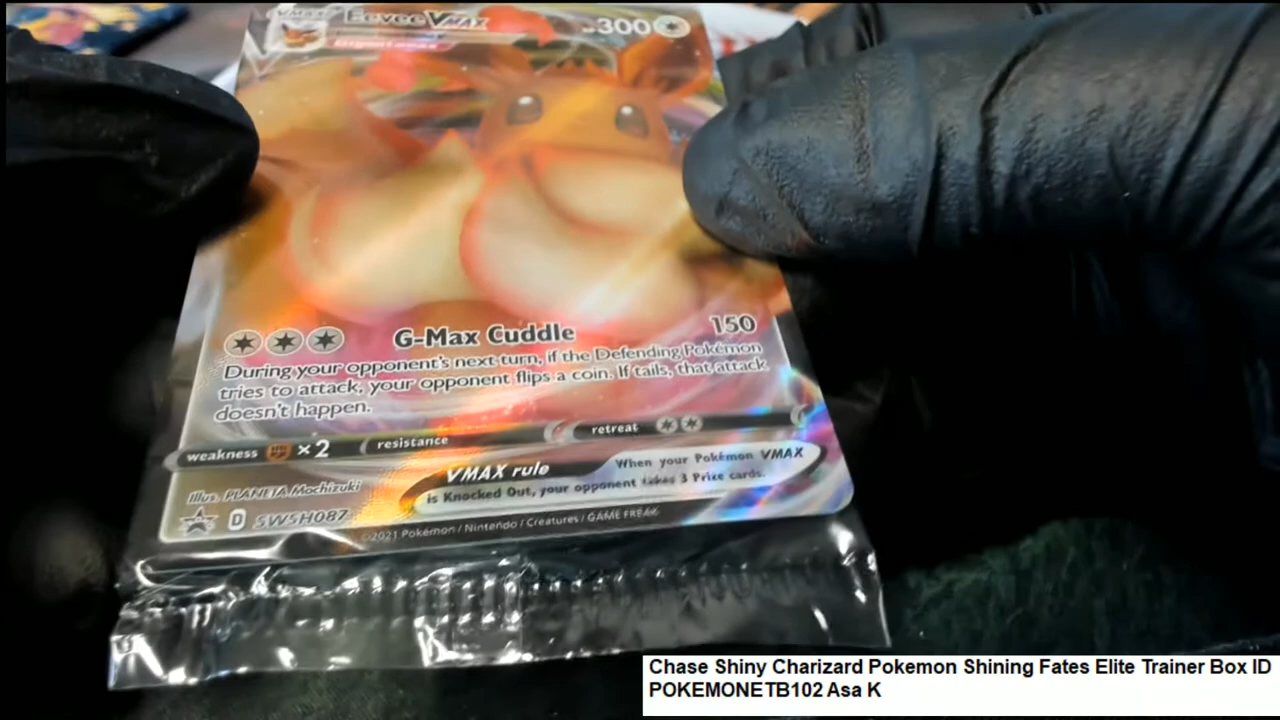 VMAX Eevee VMAX HP 300
Gigantamax
G-Max Cuddle 150
During your opponent's next turn, if the Defending Pokémon
tries to attack, your opponent flips a coin. If tails, that attack
doesn't happen.
weakness ×2 resistance retreat
VMAX rule When your Pokémon VMAX
is Knocked Out, your opponent takes 3 Prize cards.
Illus. PLANETA Mochizuki
D SWSH087
©2021 Pokémon / Nintendo / Creatures / GAME FREAK
Chase Shiny Charizard Pokemon Shining Fates Elite Trainer Box ID
POKEMONETB102 Asa K